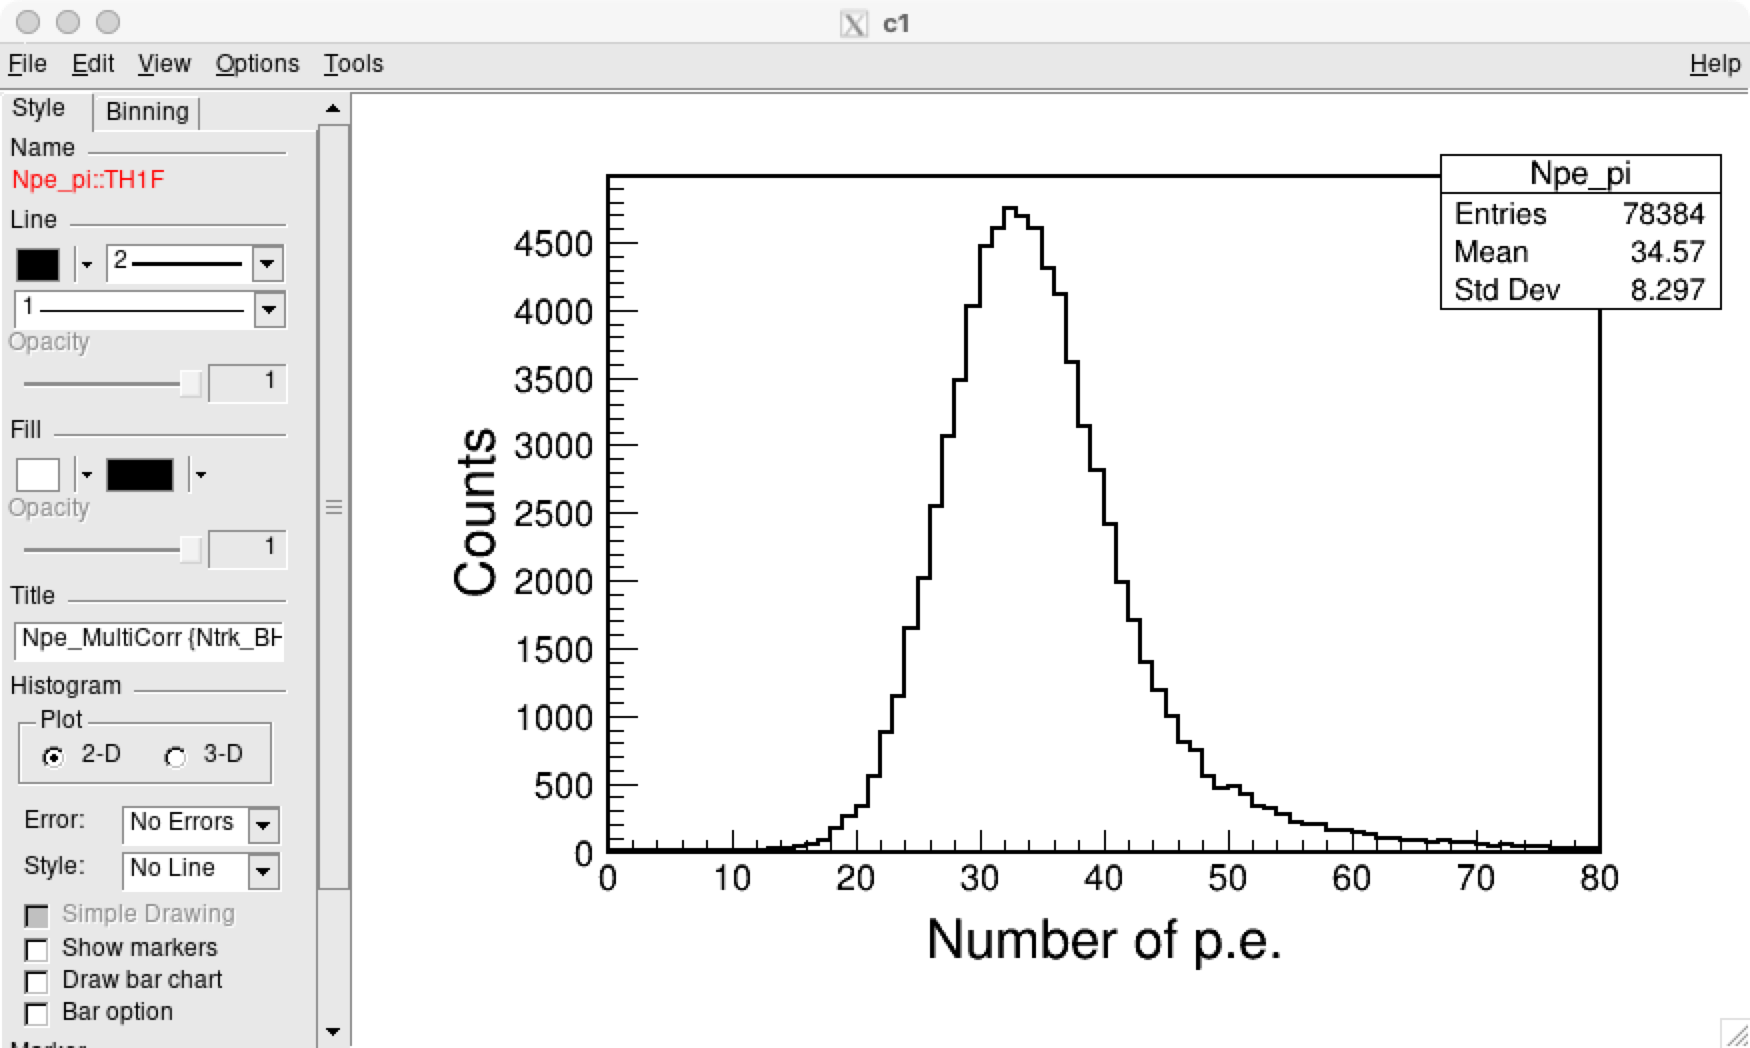 c1
File Edit View Options Tools Help
Style Binning
Name
Npe_pi::TH1F
Line
2
1
Opacity
1
Fill
Opacity
1
Title
Npe_MultiCorr {Ntrk_BH
Histogram
Plot
2-D 3-D
Error: No Errors
Style: No Line
Simple Drawing
Show markers
Draw bar chart
Bar option
Marker
Npe_pi
Entries 78384
Mean 34.57
Std Dev 8.297
Counts
4500
4000
3500
3000
2500
2000
1500
1000
500
0
0 10 20 30 40 50 60 70 80
Number of p.e.